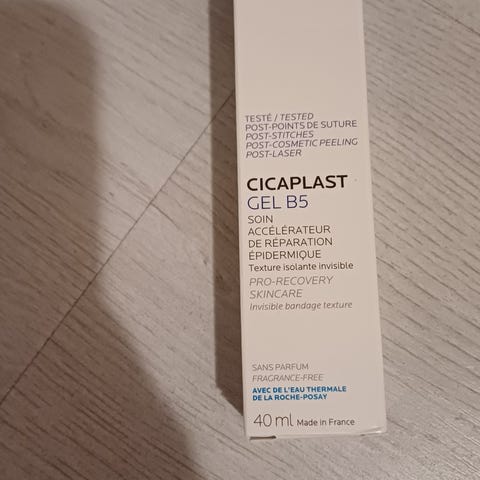 TESTÉ / TESTED
POST-POINTS DE SUTURE
POST-STITCHES
POST-COSMETIC PEELING
POST-LASER
CICAPLAST
GEL B5
SOIN
ACCÉLÉRATEUR
DE RÉPARATION
ÉPIDERMIQUE
Texture isolante invisible
PRO-RECOVERY
SKINCARE
Invisible bandage texture
SANS PARFUM
FRAGRANCE-FREE
AVEC DE L'EAU THERMALE
DE LA ROCHE-POSAY
40 ml Made in France